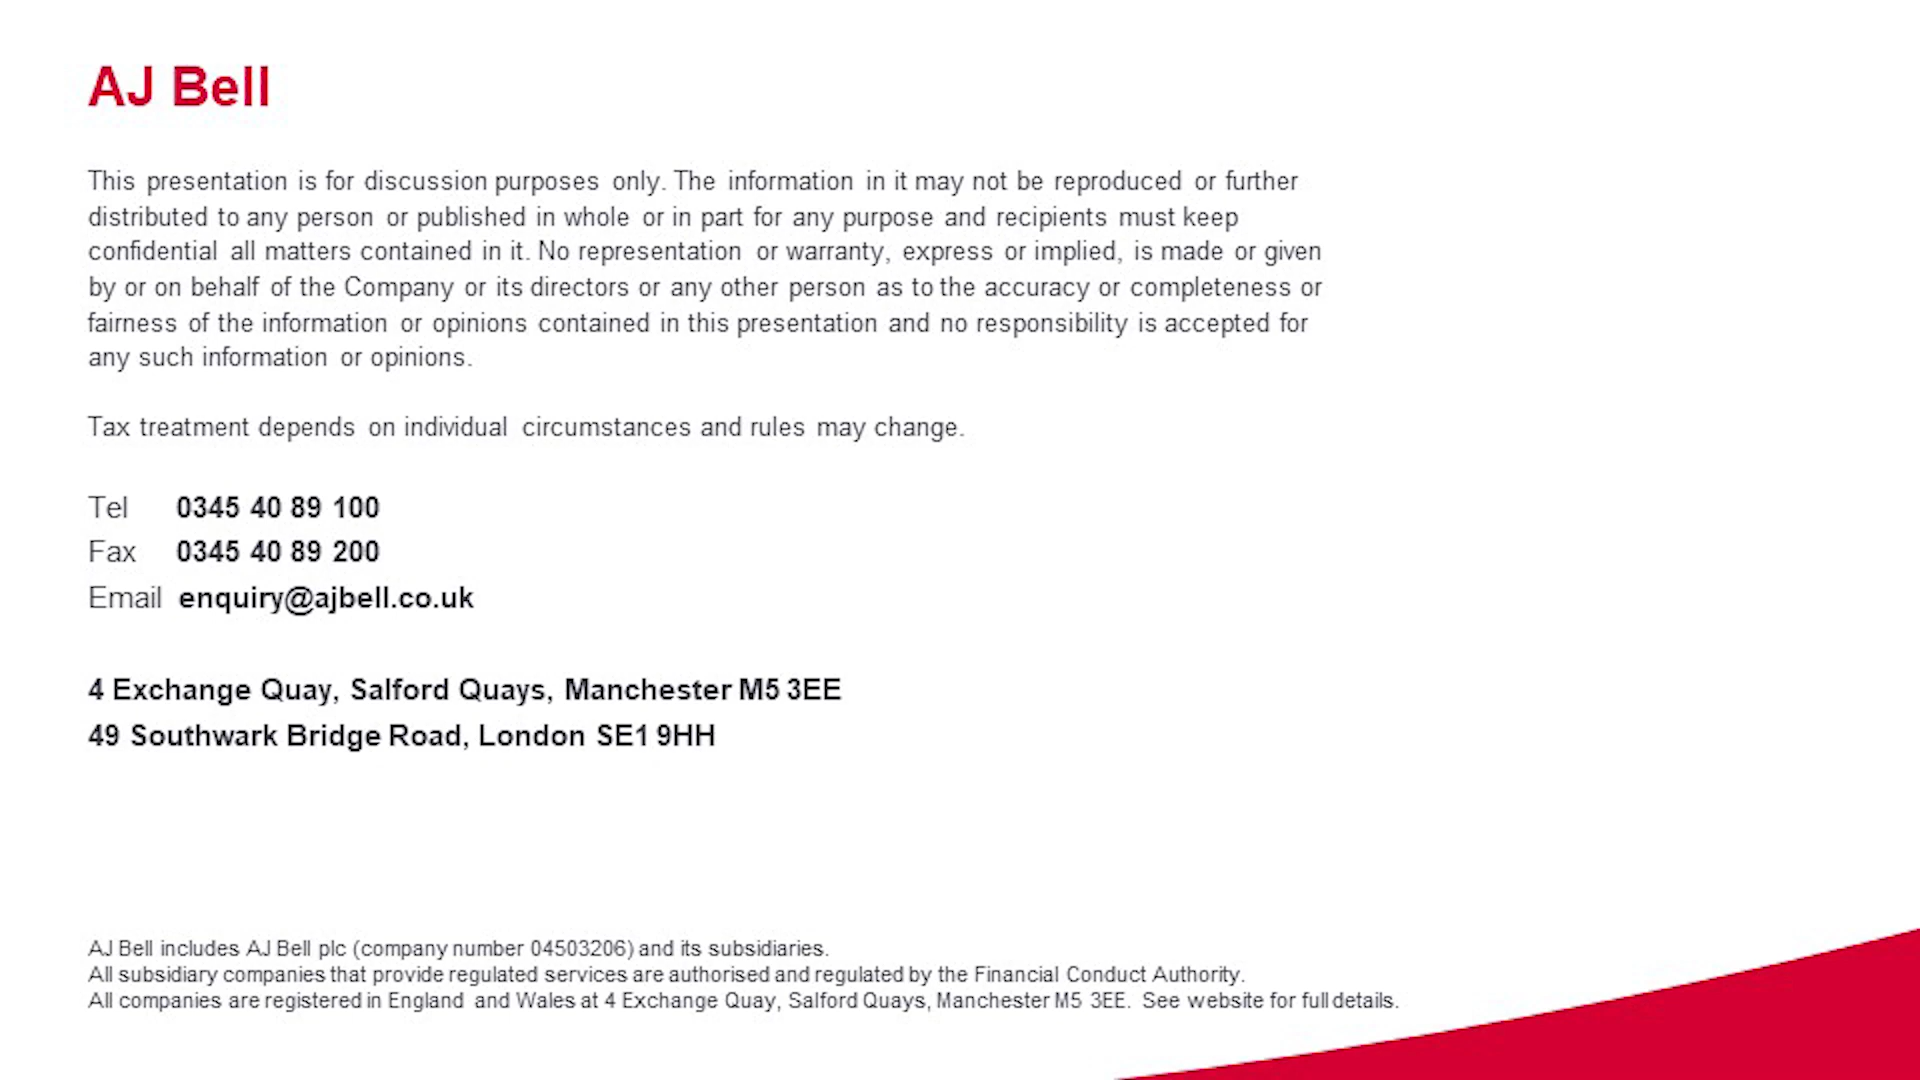 AJ Bell
This presentation is for discussion purposes only. The information in it may not be reproduced or further
distributed to any person or published in whole or in part for any purpose and recipients must keep
confidential all matters contained in it. No representation or warranty, express or implied, is made or given
by or on behalf of the Company or its directors or any other person as to the accuracy or completeness or
fairness of the information or opinions contained in this presentation and no responsibility is accepted for
any such information or opinions.
Tax treatment depends on individual circumstances and rules may change.
Tel 0345 40 89 100
Fax 0345 40 89 200
Email enquiry@ajbell.co.uk
4 Exchange Quay, Salford Quays, Manchester M5 3EE
49 Southwark Bridge Road, London SE1 9HH
AJ Bell includes AJ Bell plc (company number 04503206) and its subsidiaries.
All subsidiary companies that provide regulated services are authorised and regulated by the Financial Conduct Authority.
All companies are registered in England and Wales at 4 Exchange Quay, Salford Quays, Manchester M5 3EE. See website for full details.